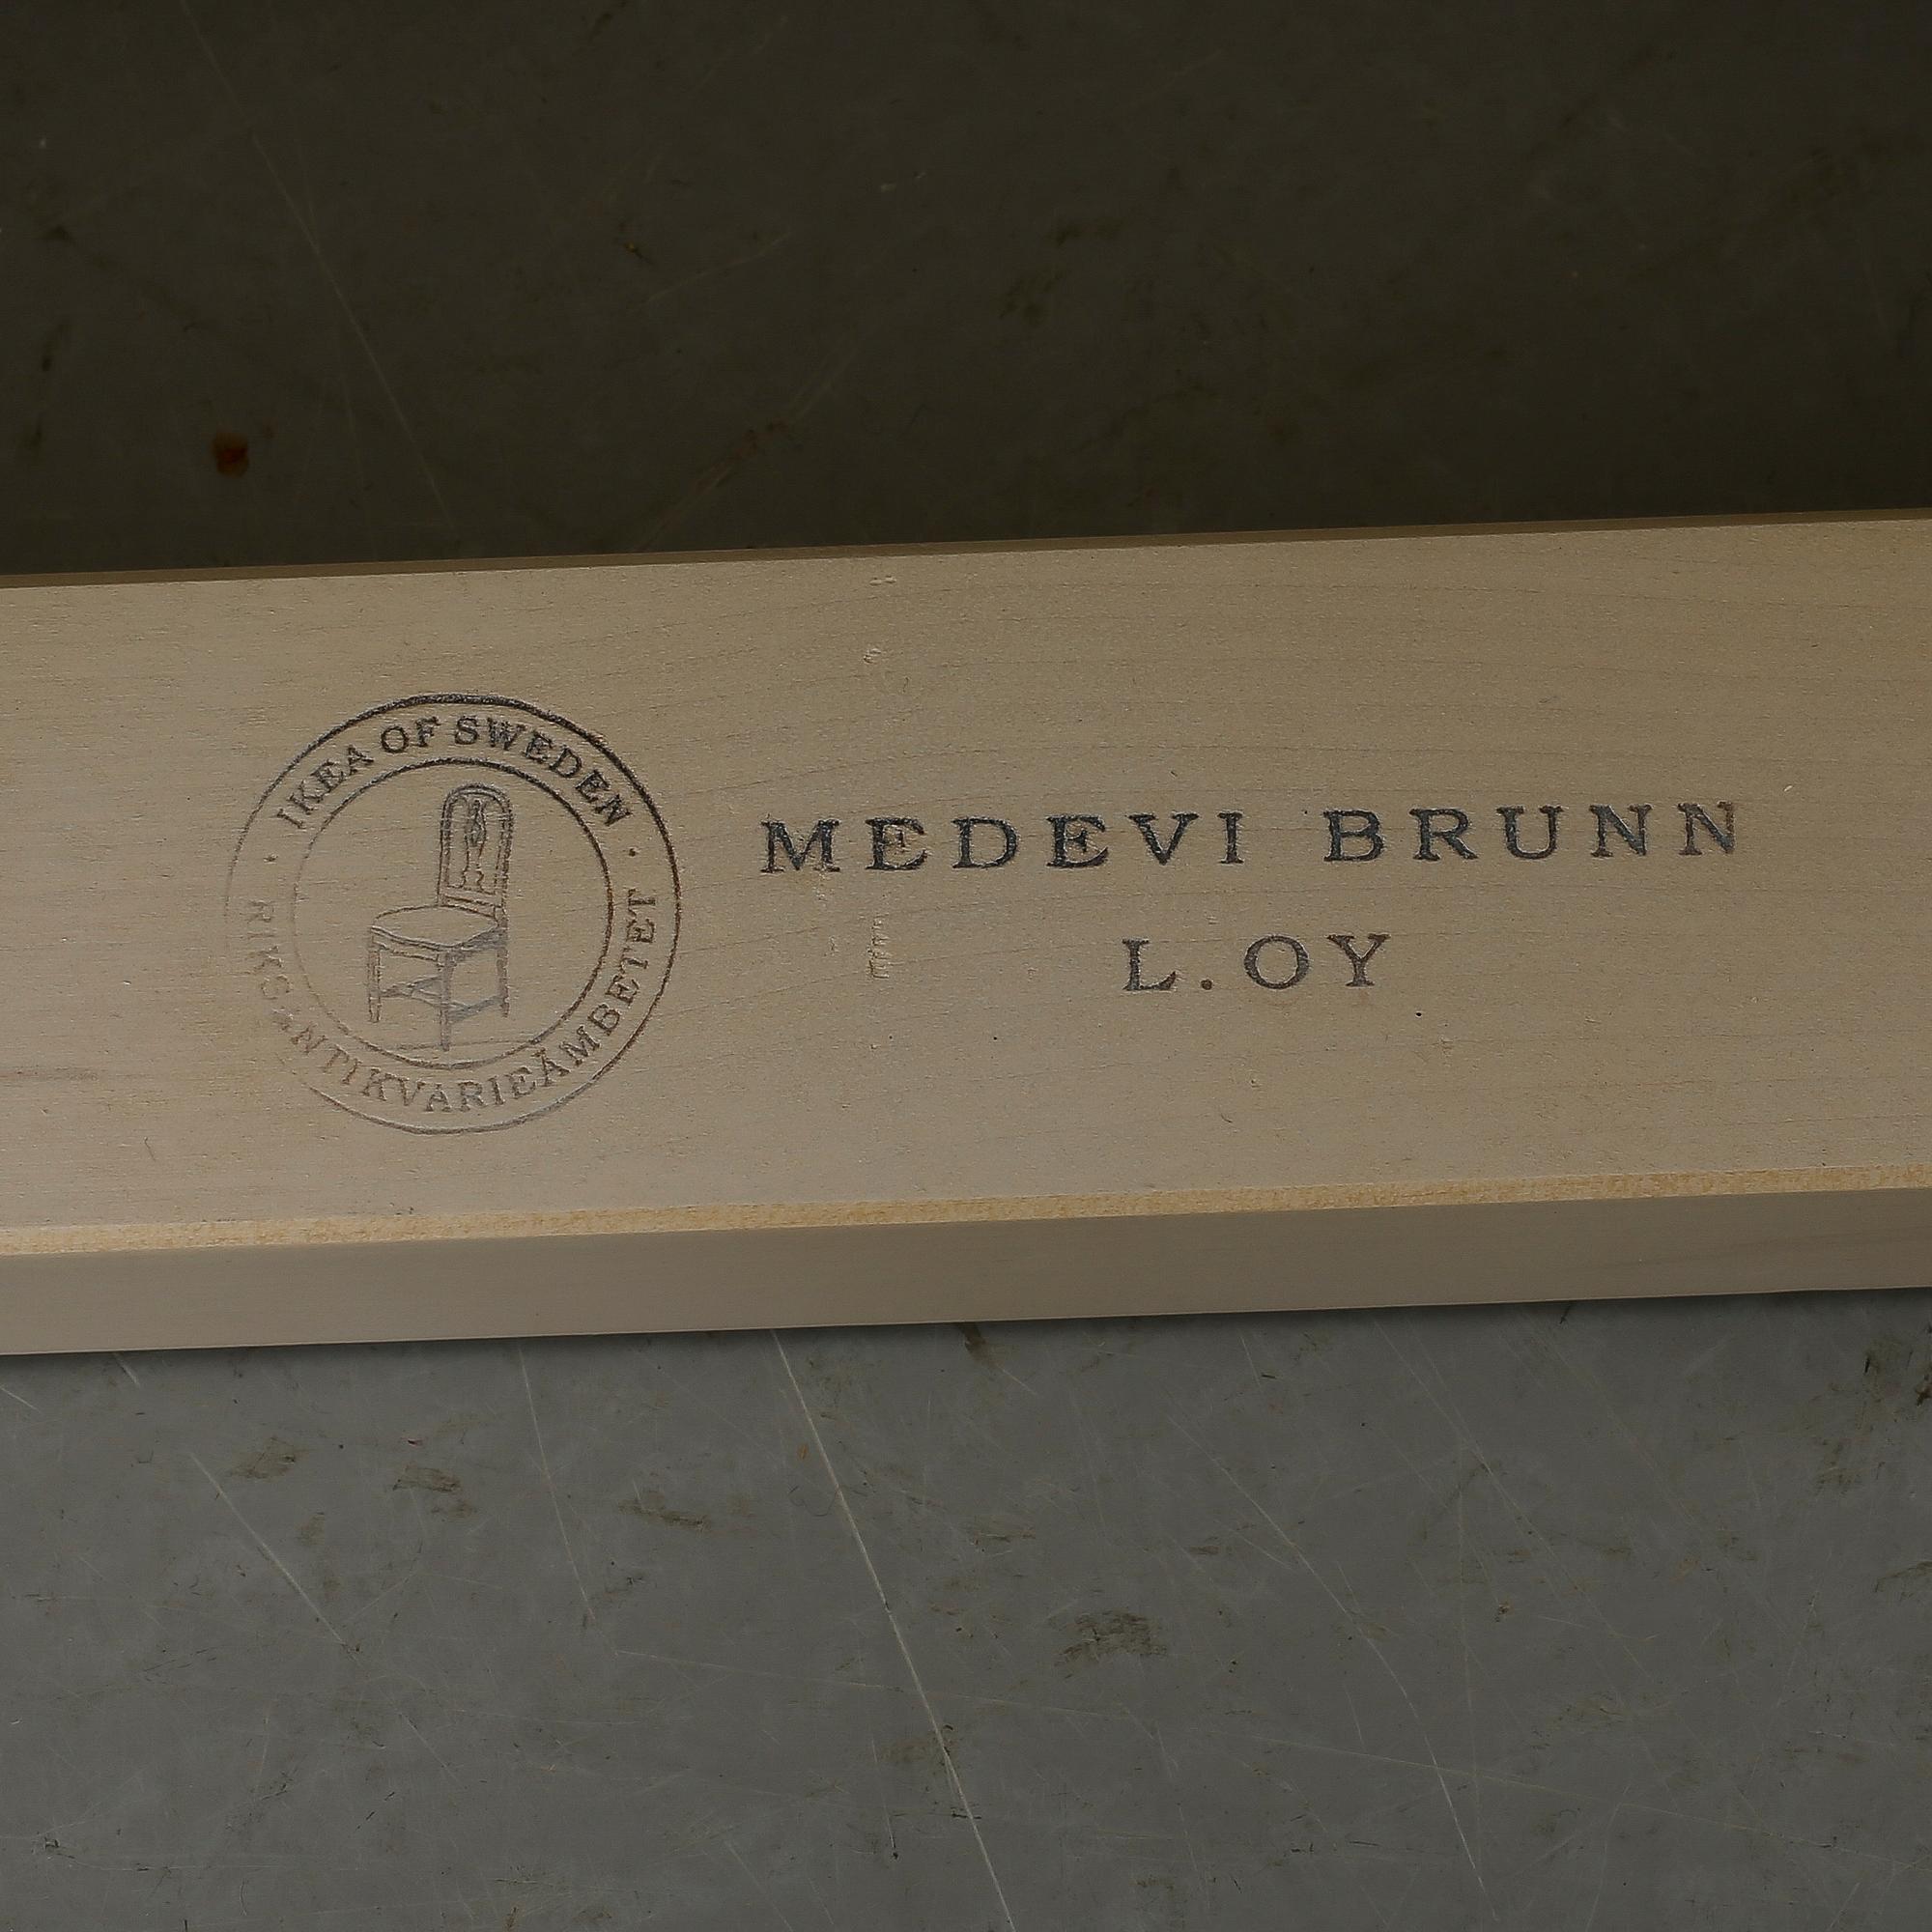 IKEA OF SWEDEN
RIKSANTIKVARIEÄMBETET
MEDEVI BRUNN
L.OY